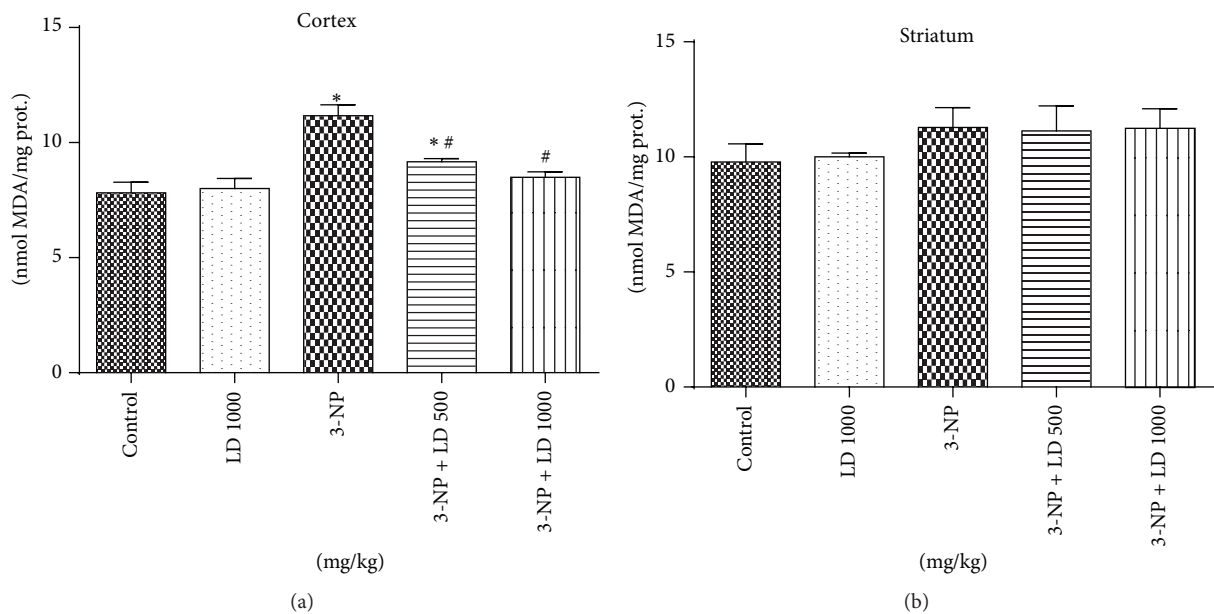 Cortex
15
10
5
0
(nmol MDA/mg prot.)
*
* #
#
Control
LD 1000
3-NP
3-NP + LD 500
3-NP + LD 1000
(mg/kg)
(a)
Striatum
15
10
5
0
(nmol MDA/mg prot.)
Control
LD 1000
3-NP
3-NP + LD 500
3-NP + LD 1000
(mg/kg)
(b)